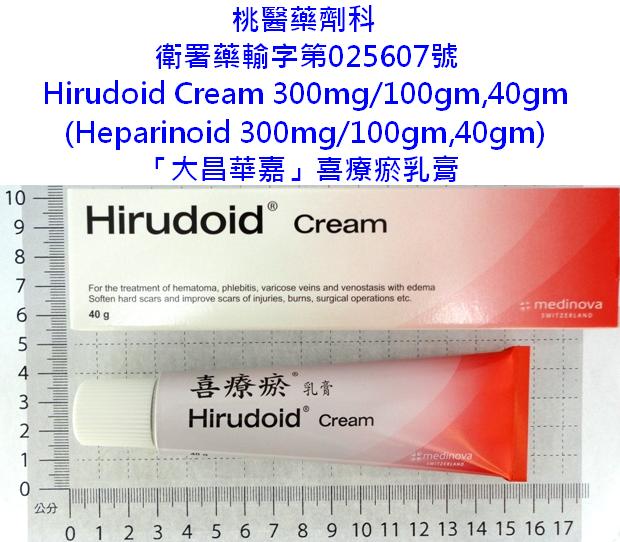 桃醫藥劑科
衛署藥輸字第025607號
Hirudoid Cream 300mg/100gm,40gm
(Heparinoid 300mg/100gm,40gm)
「大昌華嘉」喜療瘀乳膏
10
9
8
7
6
5
4
3
2
1
0
公分
Hirudoid® Cream
For the treatment of hematoma, phlebitis, varicose veins and venostasis with edema
Soften hard scars and improve scars of injuries, burns, surgical operations etc.
40 g
medinova
SWITZERLAND
喜療瘀® 乳膏
Hirudoid® Cream
40 g
medinova
SWITZERLAND
0 1 2 3 4 5 6 7 8 9 10 11 12 13 14 15 16 17